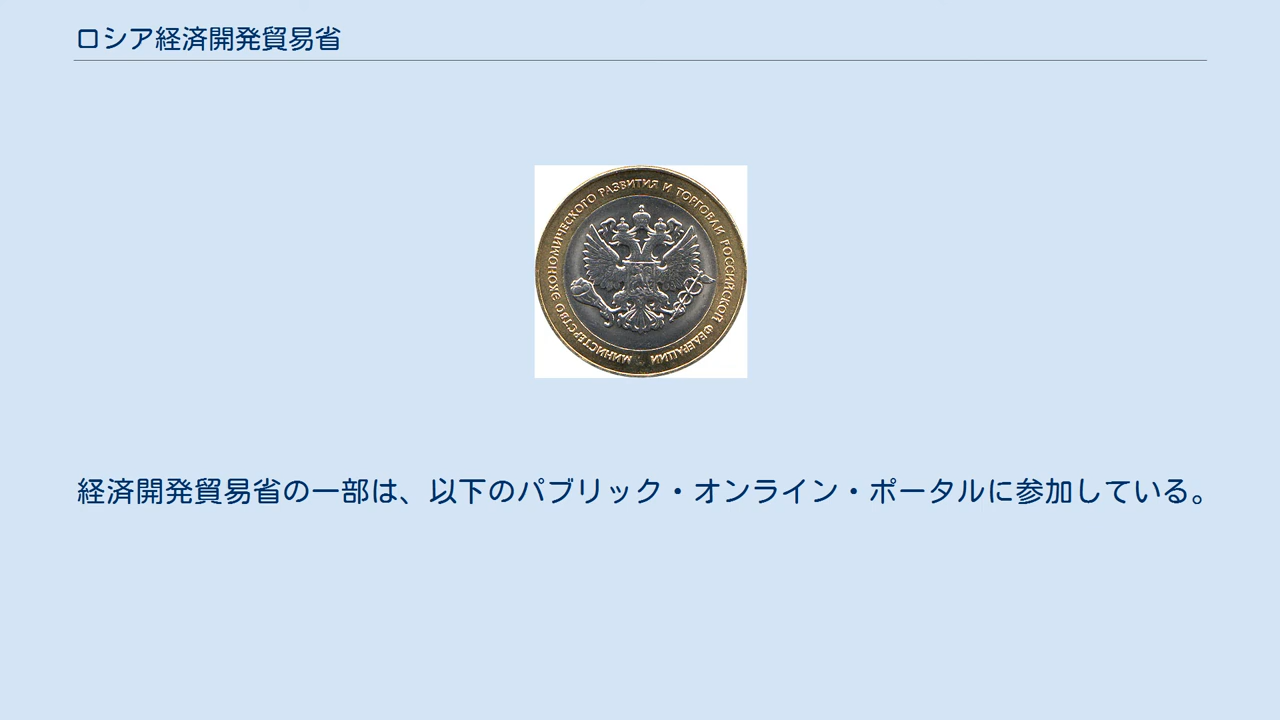 ロシア経済開発貿易省
МИНИСТЕРСТВО ЭКОНОМИЧЕСКОГО РАЗВИТИЯ И ТОРГОВЛИ РОССИЙСКОЙ ФЕДЕРАЦИИ
経済開発貿易省の一部は、以下のパブリック・オンライン・ポータルに参加している。